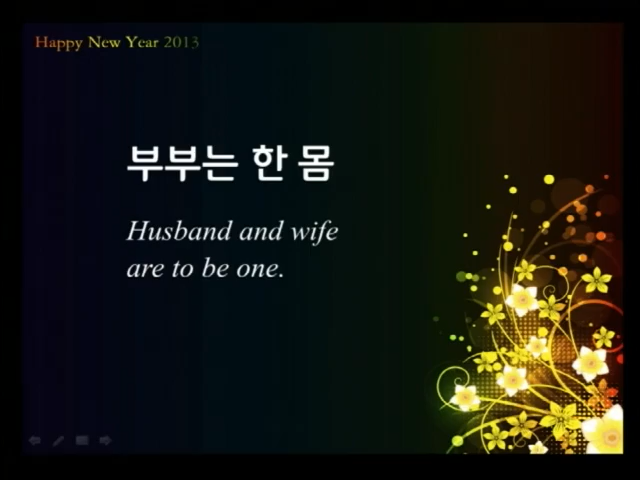 Happy New Year 2013
부부는 한 몸
Husband and wife
are to be one.